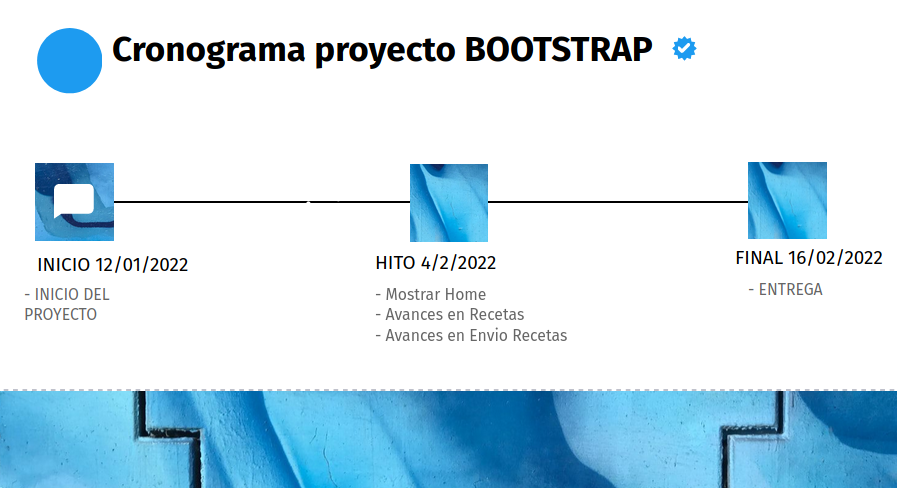 Cronograma proyecto BOOTSTRAP
INICIO 12/01/2022
- INICIO DEL
PROYECTO
HITO 4/2/2022
- Mostrar Home
- Avances en Recetas
- Avances en Envio Recetas
FINAL 16/02/2022
- ENTREGA